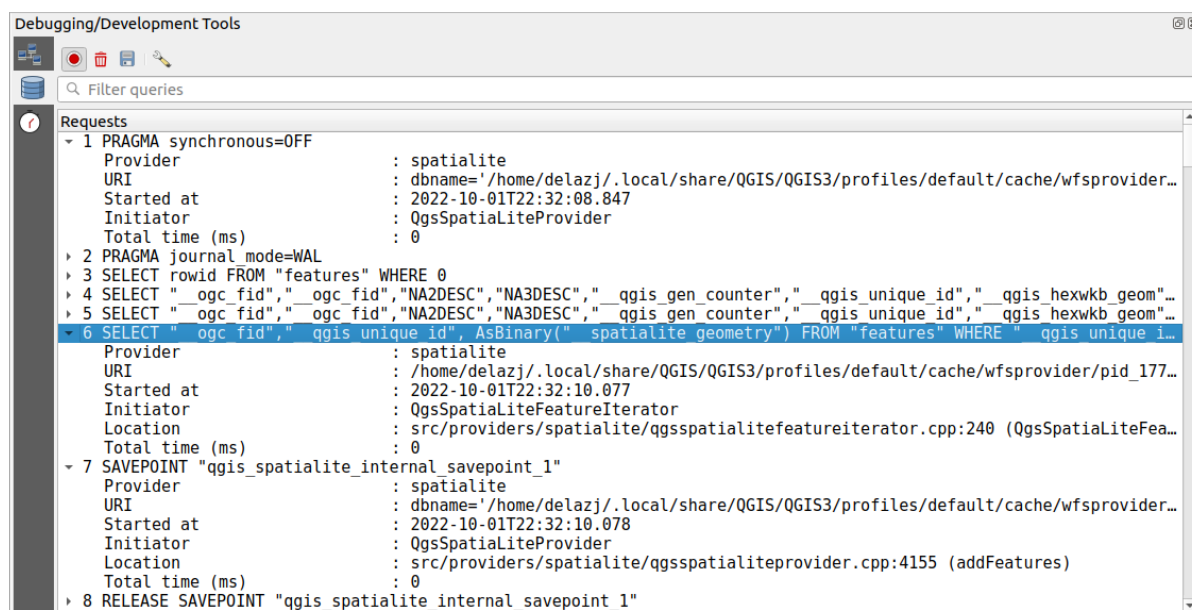 Debugging/Development Tools
Filter queries
Requests
1 PRAGMA synchronous=OFF
Provider : spatialite
URI : dbname='/home/delazj/.local/share/QGIS/QGIS3/profiles/default/cache/wfsprovider…
Started at : 2022-10-01T22:32:08.847
Initiator : QgsSpatiaLiteProvider
Total time (ms) : 0
2 PRAGMA journal_mode=WAL
3 SELECT rowid FROM "features" WHERE 0
4 SELECT "__ogc_fid","__ogc_fid","NA2DESC","NA3DESC","__qgis_gen_counter","__qgis_unique_id","__qgis_hexwkb_geom"…
5 SELECT "__ogc_fid","__ogc_fid","NA2DESC","NA3DESC","__qgis_gen_counter","__qgis_unique_id","__qgis_hexwkb_geom"…
6 SELECT "__ogc_fid","__qgis_unique_id", AsBinary("__spatialite_geometry") FROM "features" WHERE "__qgis_unique_i…
Provider : spatialite
URI : /home/delazj/.local/share/QGIS/QGIS3/profiles/default/cache/wfsprovider/pid_177…
Started at : 2022-10-01T22:32:10.077
Initiator : QgsSpatiaLiteFeatureIterator
Location : src/providers/spatialite/qgsspatialitefeatureiterator.cpp:240 (QgsSpatiaLiteFea…
Total time (ms) : 0
7 SAVEPOINT "qgis_spatialite_internal_savepoint_1"
Provider : spatialite
URI : dbname='/home/delazj/.local/share/QGIS/QGIS3/profiles/default/cache/wfsprovider…
Started at : 2022-10-01T22:32:10.078
Initiator : QgsSpatiaLiteProvider
Location : src/providers/spatialite/qgsspatialiteprovider.cpp:4155 (addFeatures)
Total time (ms) : 0
8 RELEASE SAVEPOINT "qgis_spatialite_internal_savepoint_1"